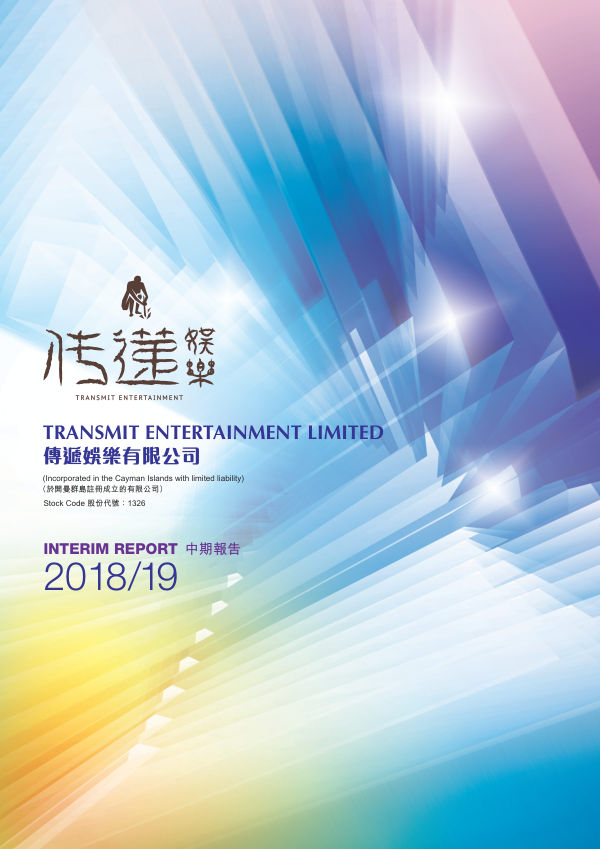 傳達娛樂
TRANSMIT ENTERTAINMENT
TRANSMIT ENTERTAINMENT LIMITED
傳遞娛樂有限公司
(Incorporated in the Cayman Islands with limited liability)
(於開曼群島註冊成立的有限公司)
Stock Code 股份代號：1326
INTERIM REPORT 中期報告
2018/19